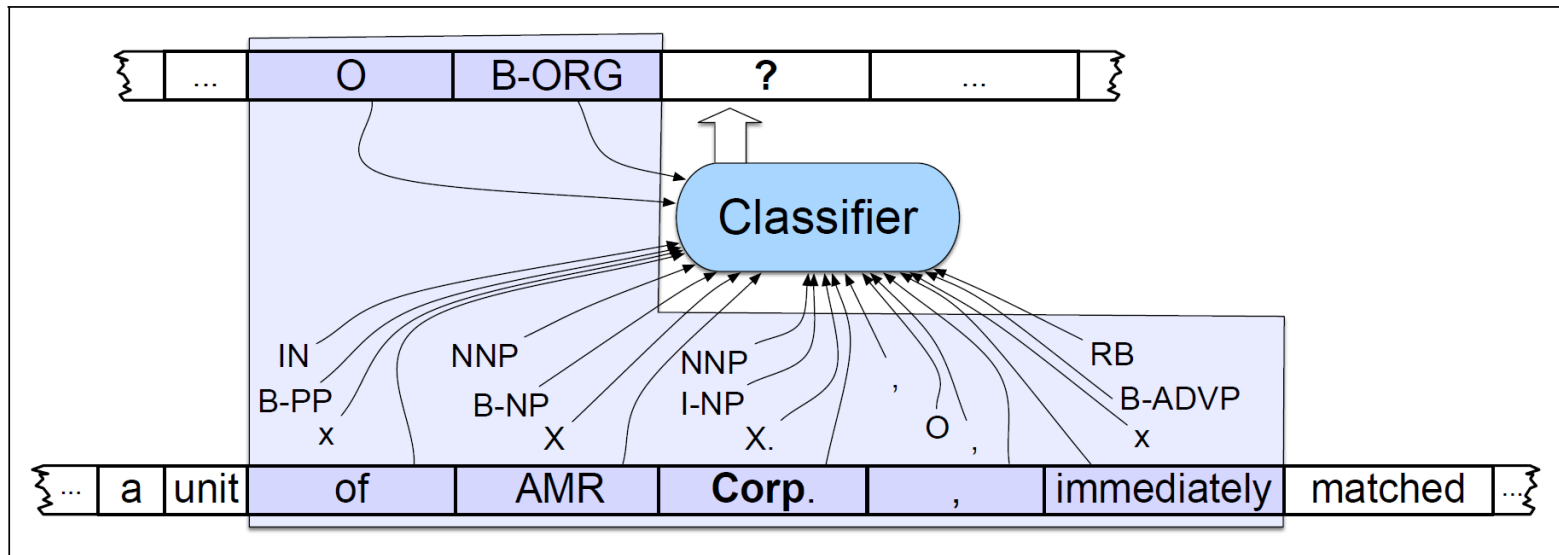 ... O B-ORG ? ...
Classifier
IN NNP NNP , RB
B-PP B-NP I-NP O B-ADVP
x X X. , x
... a unit of AMR Corp. , immediately matched ...